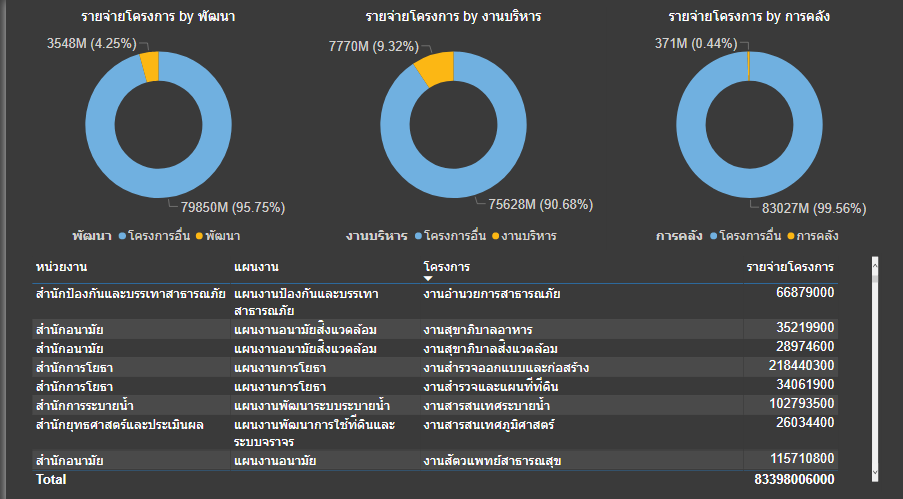 รายจ่ายโครงการ by พัฒนา
3548M (4.25%)
79850M (95.75%)
พัฒนา โครงการอื่น พัฒนา
รายจ่ายโครงการ by งานบริหาร
7770M (9.32%)
75628M (90.68%)
งานบริหาร โครงการอื่น งานบริหาร
รายจ่ายโครงการ by การคลัง
371M (0.44%)
83027M (99.56%)
การคลัง โครงการอื่น การคลัง
หน่วยงาน แผนงาน โครงการ รายจ่ายโครงการ
สำนักป้องกันและบรรเทาสาธารณภัย แผนงานป้องกันและบรรเทา งานอำนวยการสาธารณภัย 66879000
สาธารณภัย
สำนักอนามัย แผนงานอนามัยสิ่งแวดล้อม งานสุขาภิบาลอาหาร 35219900
สำนักอนามัย แผนงานอนามัยสิ่งแวดล้อม งานสุขาภิบาลสิ่งแวดล้อม 28974600
สำนักการโยธา แผนงานการโยธา งานสำรวจออกแบบและก่อสร้าง 218440300
สำนักการโยธา แผนงานการโยธา งานสำรวจและแผนที่ที่ดิน 34061900
สำนักการระบายน้ำ แผนงานพัฒนาระบบระบายน้ำ งานสารสนเทศระบายน้ำ 102793500
สำนักยุทธศาสตร์และประเมินผล แผนงานพัฒนาการใช้ที่ดินและ งานสารสนเทศภูมิศาสตร์ 26034400
ระบบจราจร
สำนักอนามัย แผนงานอนามัย งานสัตวแพทย์สาธารณสุข 115710800
Total 83398006000